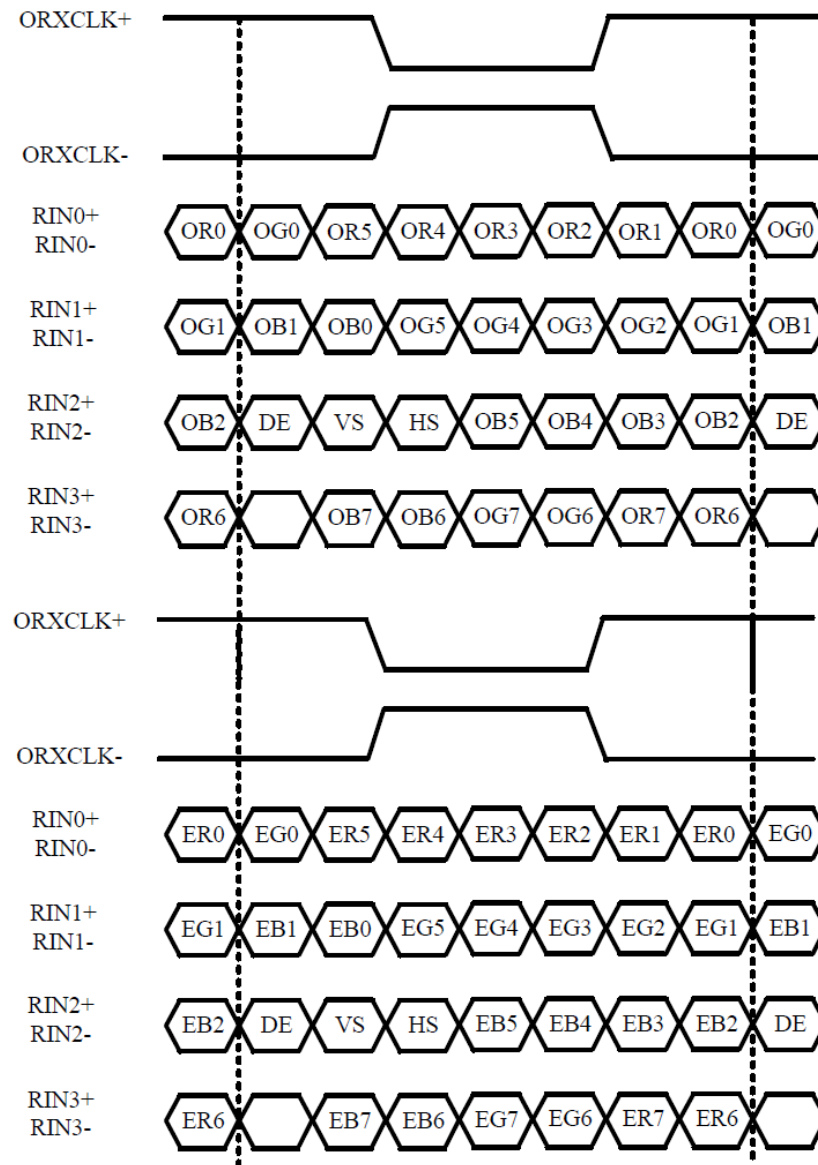 ORXCLK+
ORXCLK-
RIN0+
RIN0-
OR0 OG0 OR5 OR4 OR3 OR2 OR1 OR0 OG0
RIN1+
RIN1-
OG1 OB1 OB0 OG5 OG4 OG3 OG2 OG1 OB1
RIN2+
RIN2-
OB2 DE VS HS OB5 OB4 OB3 OB2 DE
RIN3+
RIN3-
OR6 OB7 OB6 OG7 OG6 OR7 OR6
ORXCLK+
ORXCLK-
RIN0+
RIN0-
ER0 EG0 ER5 ER4 ER3 ER2 ER1 ER0 EG0
RIN1+
RIN1-
EG1 EB1 EB0 EG5 EG4 EG3 EG2 EG1 EB1
RIN2+
RIN2-
EB2 DE VS HS EB5 EB4 EB3 EB2 DE
RIN3+
RIN3-
ER6 EB7 EB6 EG7 EG6 ER7 ER6